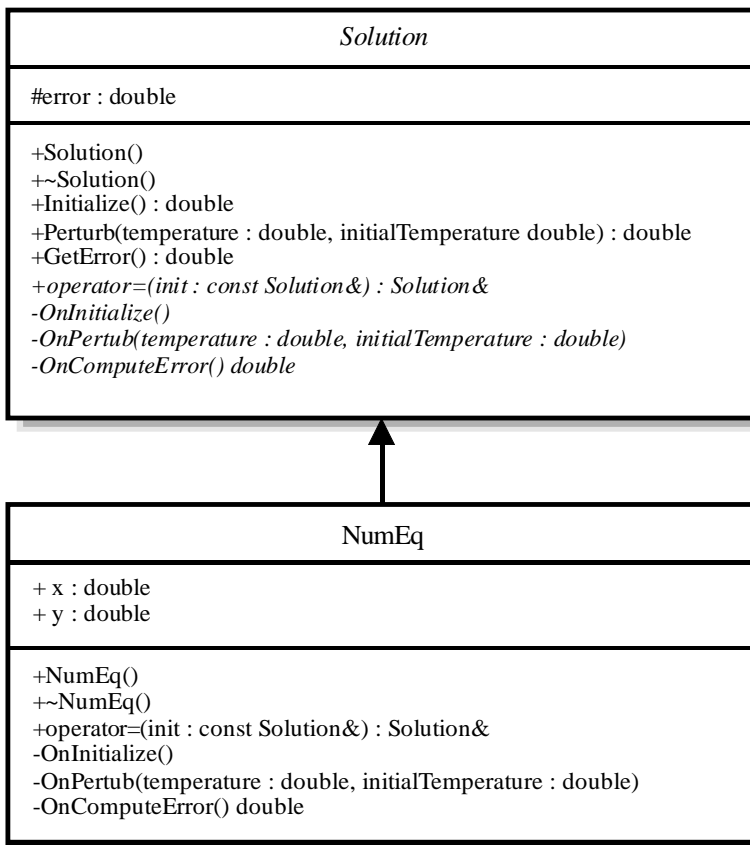 Solution
#error : double
+Solution()
+~Solution()
+Initialize() : double
+Perturb(temperature : double, initialTemperature double) : double
+GetError() : double
+operator=(init : const Solution&) : Solution&
-OnInitialize()
-OnPertub(temperature : double, initialTemperature : double)
-OnComputeError() double
NumEq
+ x : double
+ y : double
+NumEq()
+~NumEq()
+operator=(init : const Solution&) : Solution&
-OnInitialize()
-OnPertub(temperature : double, initialTemperature : double)
-OnComputeError() double